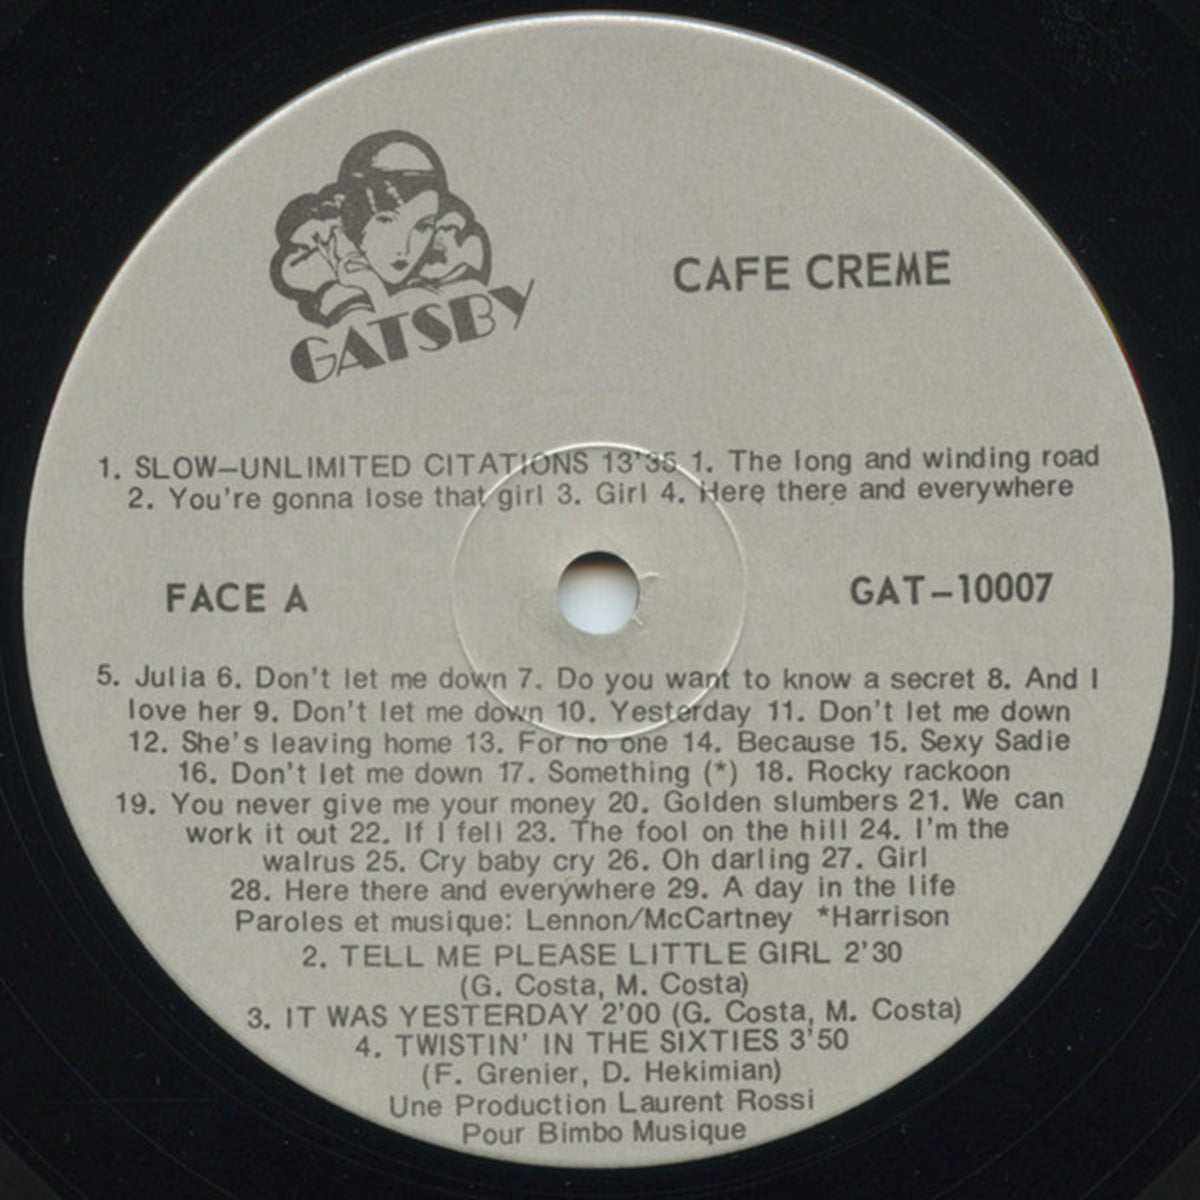 GATSBY
CAFE CREME
1. SLOW-UNLIMITED CITATIONS 13'35 1. The long and winding road
2. You're gonna lose that girl 3. Girl 4. Here there and everywhere
FACE A
GAT-10007
5. Julia 6. Don't let me down 7. Do you want to know a secret 8. And I
love her 9. Don't let me down 10. Yesterday 11. Don't let me down
12. She's leaving home 13. For no one 14. Because 15. Sexy Sadie
16. Don't let me down 17. Something (*) 18. Rocky rackoon
19. You never give me your money 20. Golden slumbers 21. We can
work it out 22. If I fell 23. The fool on the hill 24. I'm the
walrus 25. Cry baby cry 26. Oh darling 27. Girl
28. Here there and everywhere 29. A day in the life
Paroles et musique: Lennon/McCartney *Harrison
2. TELL ME PLEASE LITTLE GIRL 2'30
(G. Costa, M. Costa)
3. IT WAS YESTERDAY 2'00 (G. Costa, M. Costa)
4. TWISTIN' IN THE SIXTIES 3'50
(F. Grenier, D. Hekimian)
Une Production Laurent Rossi
Pour Bimbo Musique